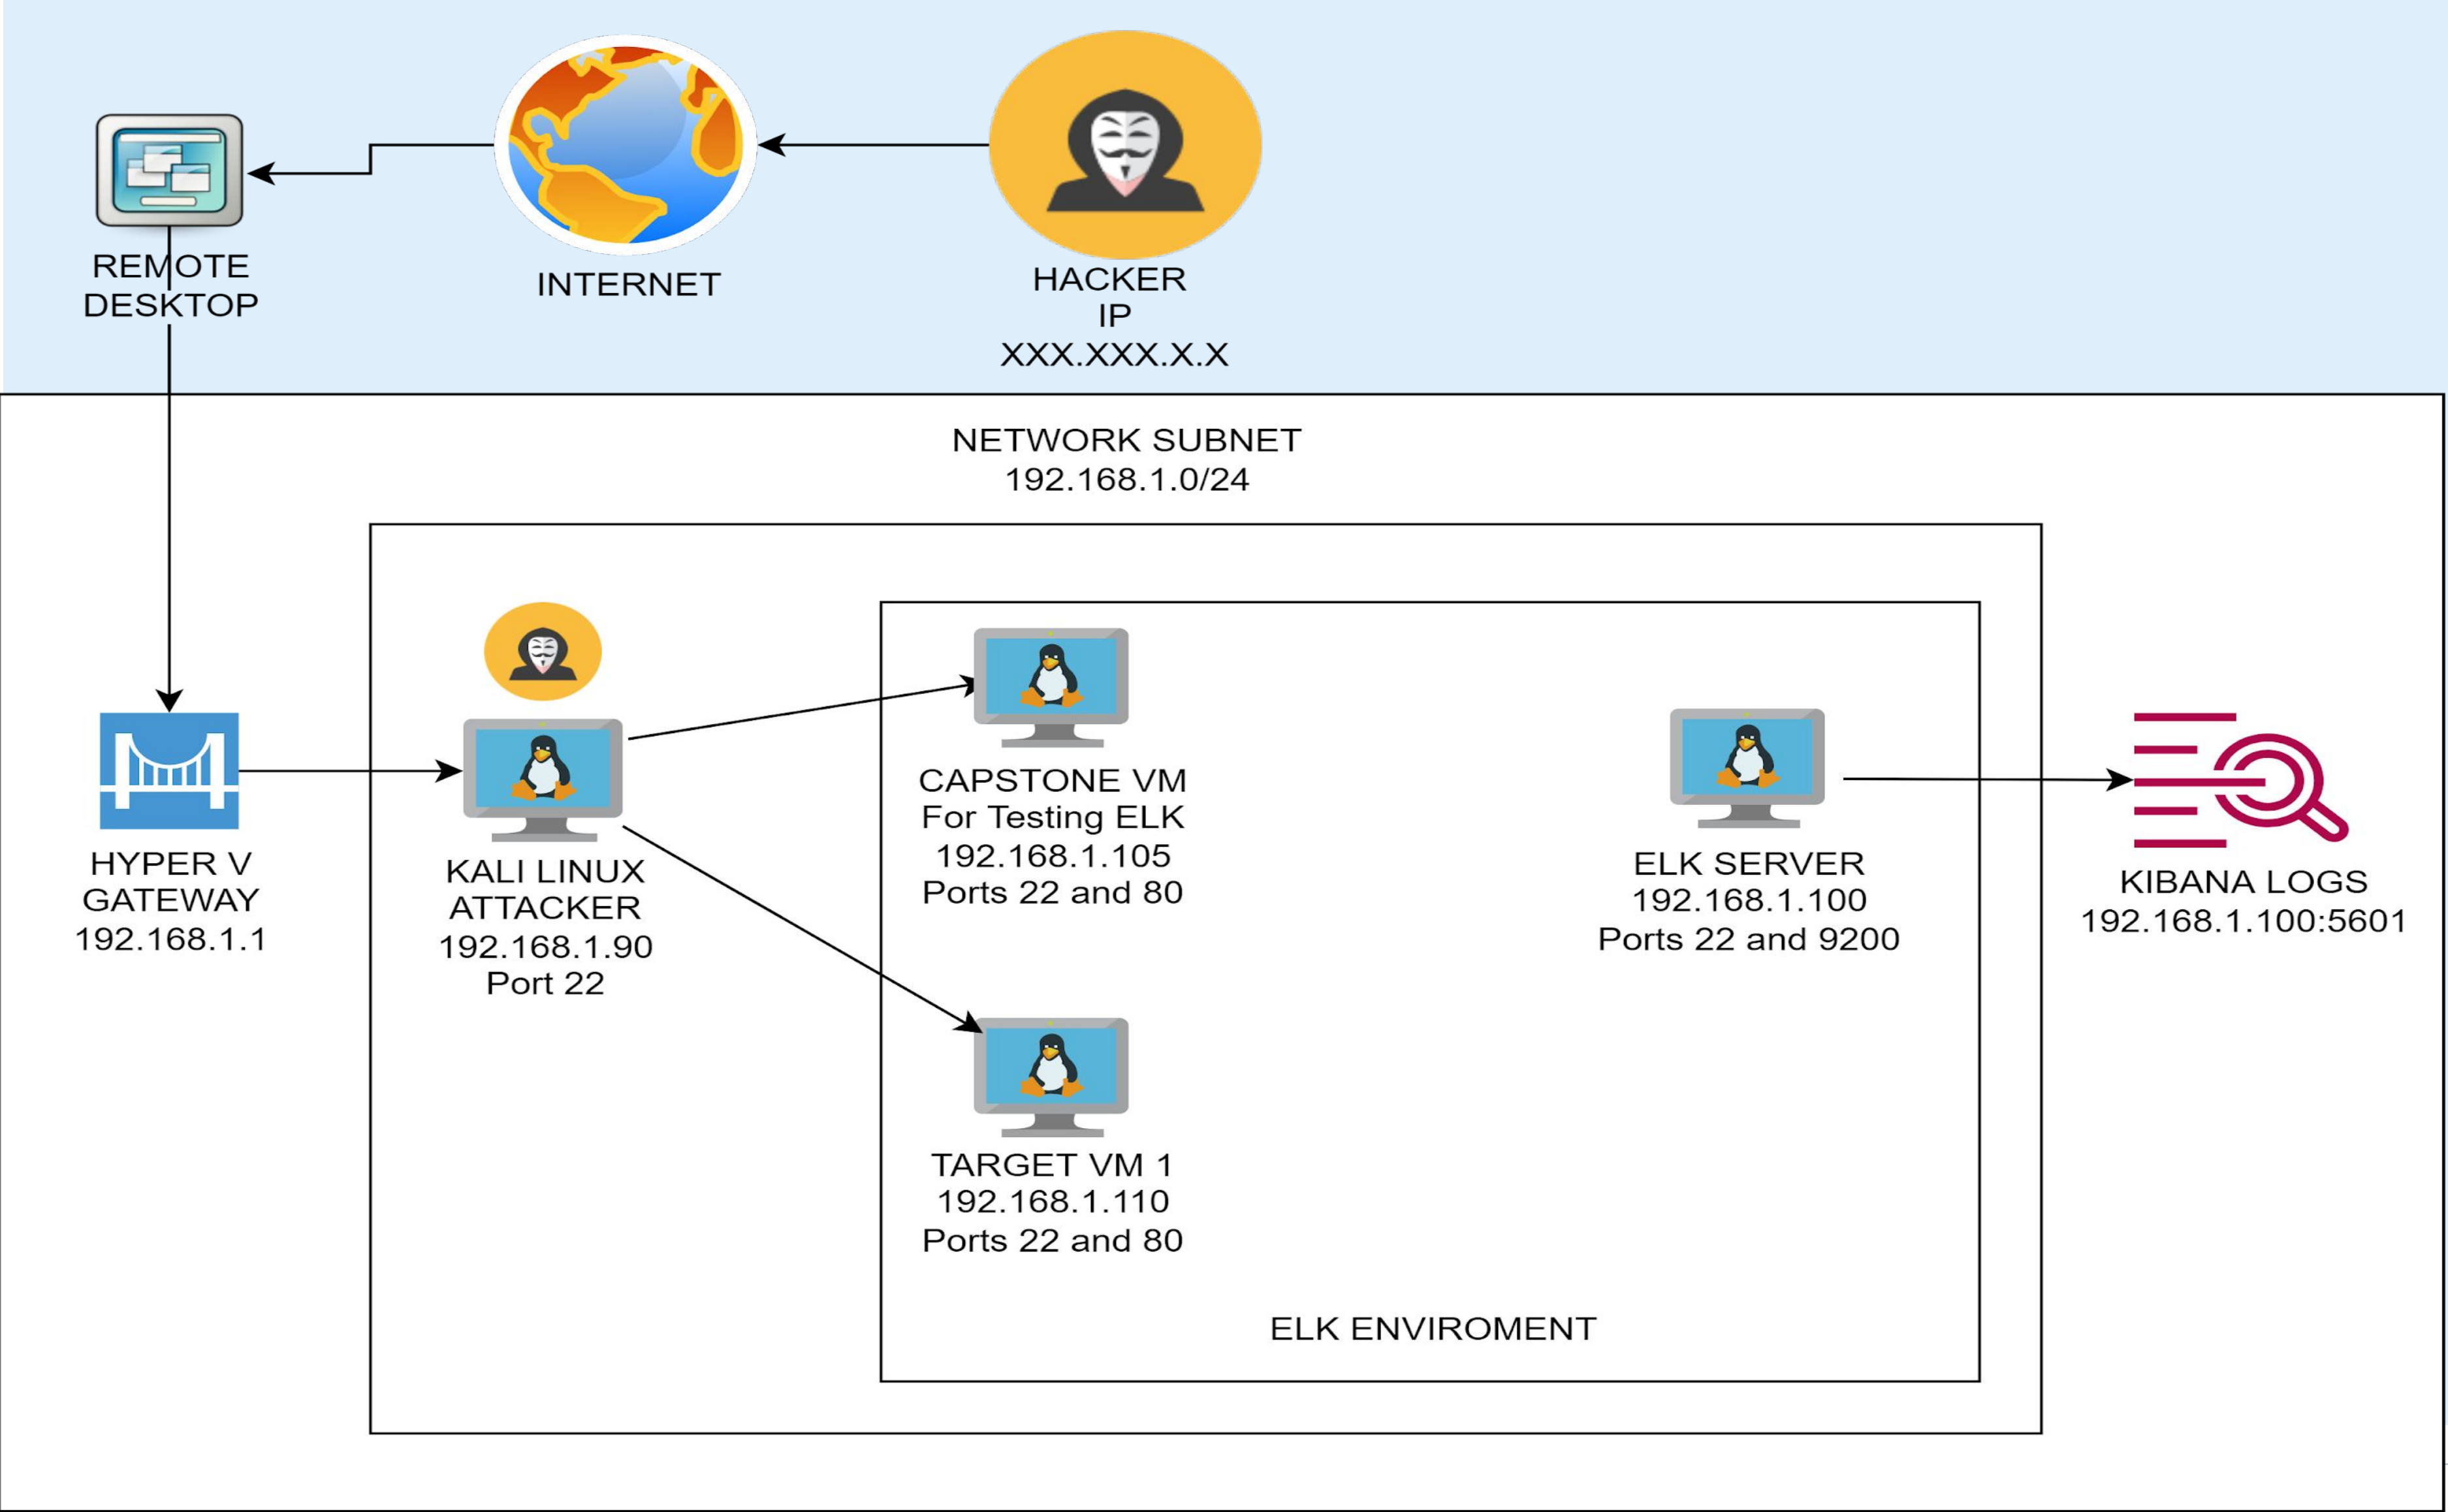 REMOTE
DESKTOP
INTERNET
HACKER
IP
XXX.XXX.X.X
NETWORK SUBNET
192.168.1.0/24
HYPER V
GATEWAY
192.168.1.1
KALI LINUX
ATTACKER
192.168.1.90
Port 22
CAPSTONE VM
For Testing ELK
192.168.1.105
Ports 22 and 80
TARGET VM 1
192.168.1.110
Ports 22 and 80
ELK SERVER
192.168.1.100
Ports 22 and 9200
KIBANA LOGS
192.168.1.100:5601
ELK ENVIROMENT